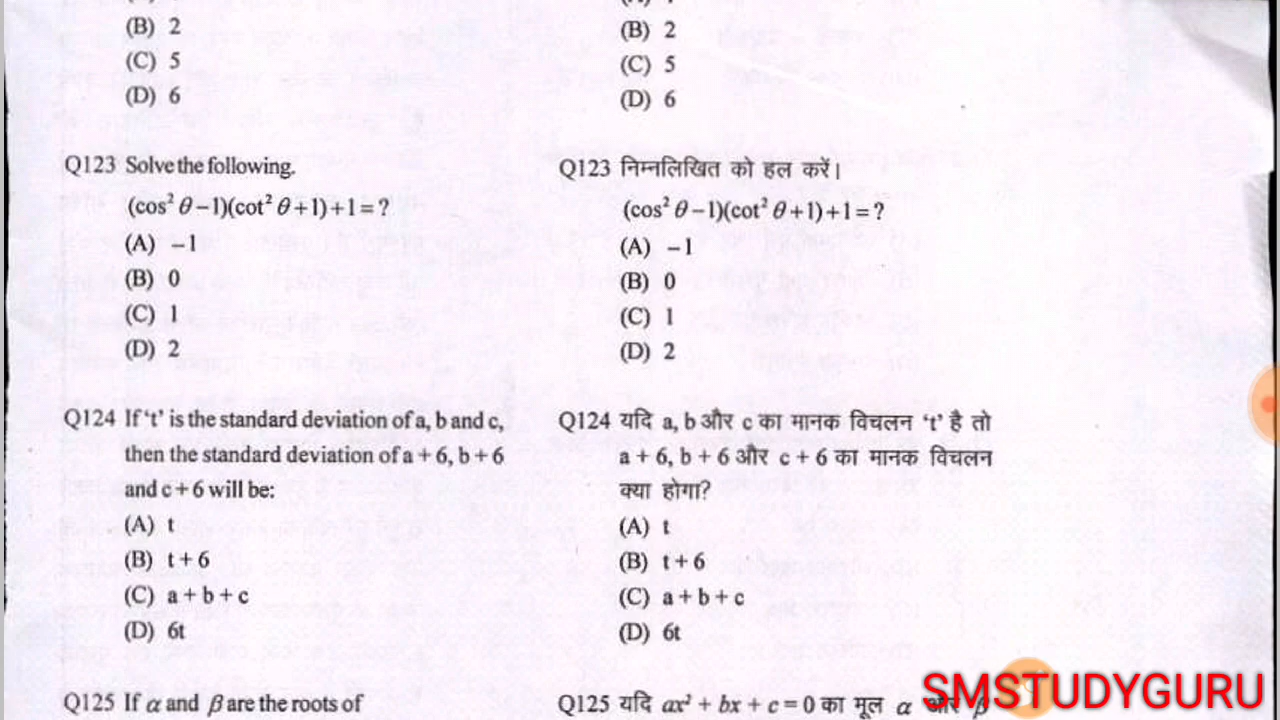 (B) 2
(C) 5
(D) 6
Q123 Solve the following.
(cos² θ – 1)(cot² θ + 1) + 1 = ?
(A) –1
(B) 0
(C) 1
(D) 2
Q124 If ‘t’ is the standard deviation of a, b and c,
then the standard deviation of a + 6, b + 6
and c + 6 will be:
(A) t
(B) t + 6
(C) a + b + c
(D) 6t
Q125 If α and β are the roots of
(B) 2
(C) 5
(D) 6
Q123 निम्नलिखित को हल करें।
(cos² θ – 1)(cot² θ + 1) + 1 = ?
(A) –1
(B) 0
(C) 1
(D) 2
Q124 यदि a, b और c का मानक विचलन ‘t’ है तो
a + 6, b + 6 और c + 6 का मानक विचलन
क्या होगा?
(A) t
(B) t + 6
(C) a + b + c
(D) 6t
Q125 यदि ax² + bx + c = 0 का मूल α और β
SMSTUDYGURU